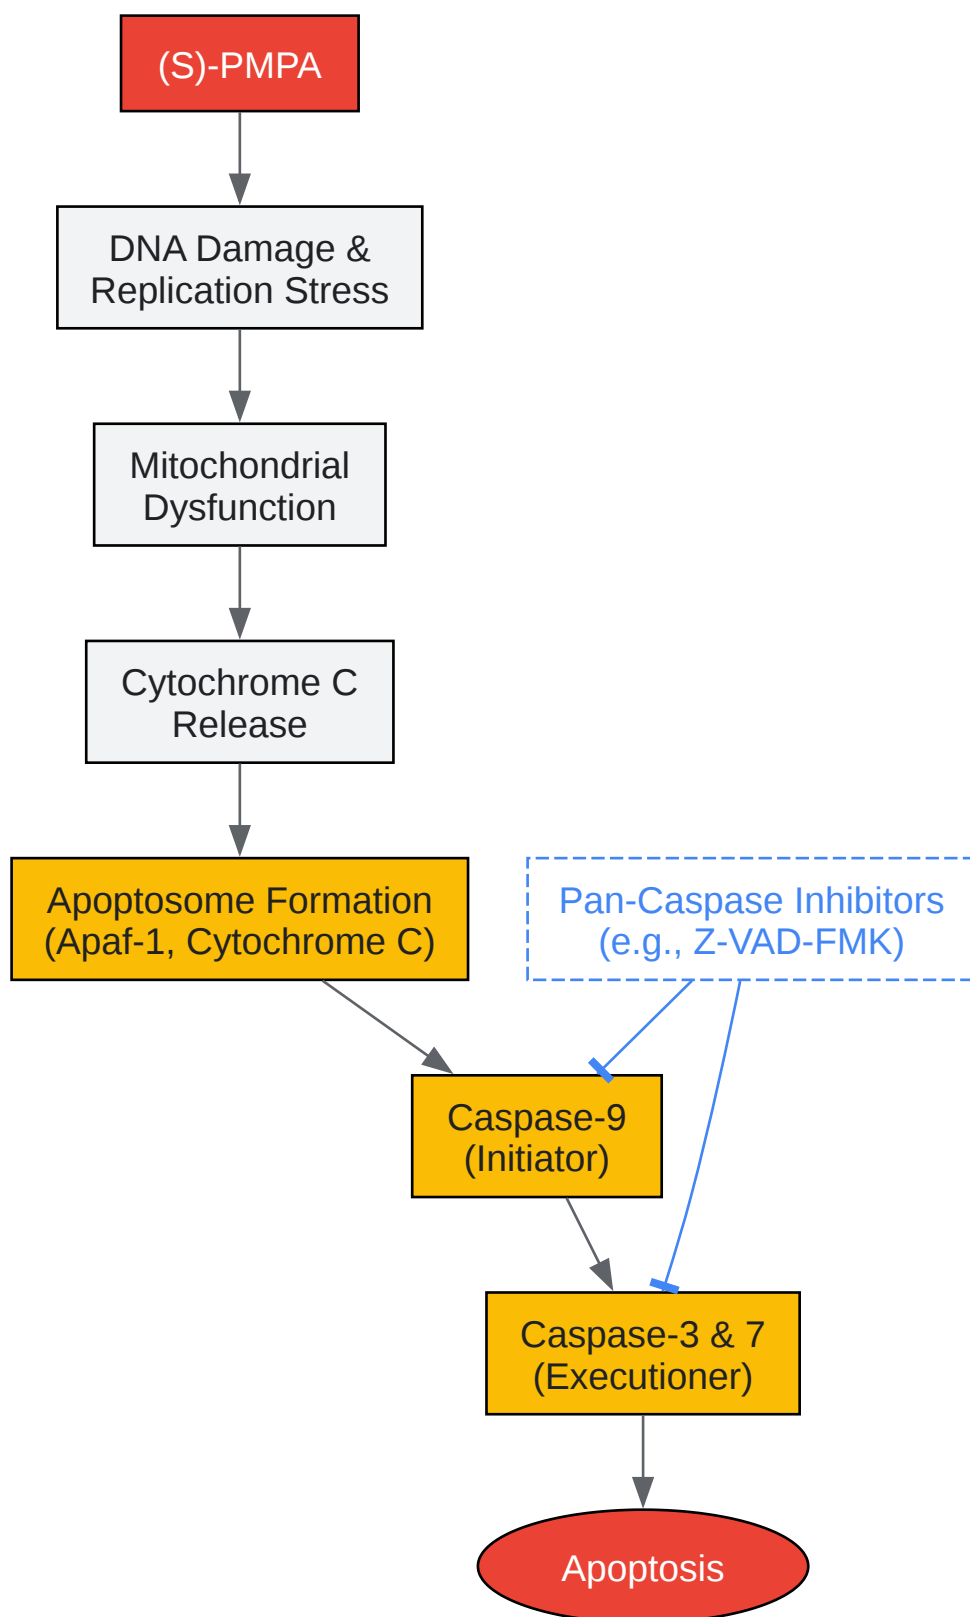 (S)-PMPA
DNA Damage &
Replication Stress
Mitochondrial
Dysfunction
Cytochrome C
Release
Apoptosome Formation
(Apaf-1, Cytochrome C)
Pan-Caspase Inhibitors
(e.g., Z-VAD-FMK)
Caspase-9
(Initiator)
Caspase-3 & 7
(Executioner)
Apoptosis